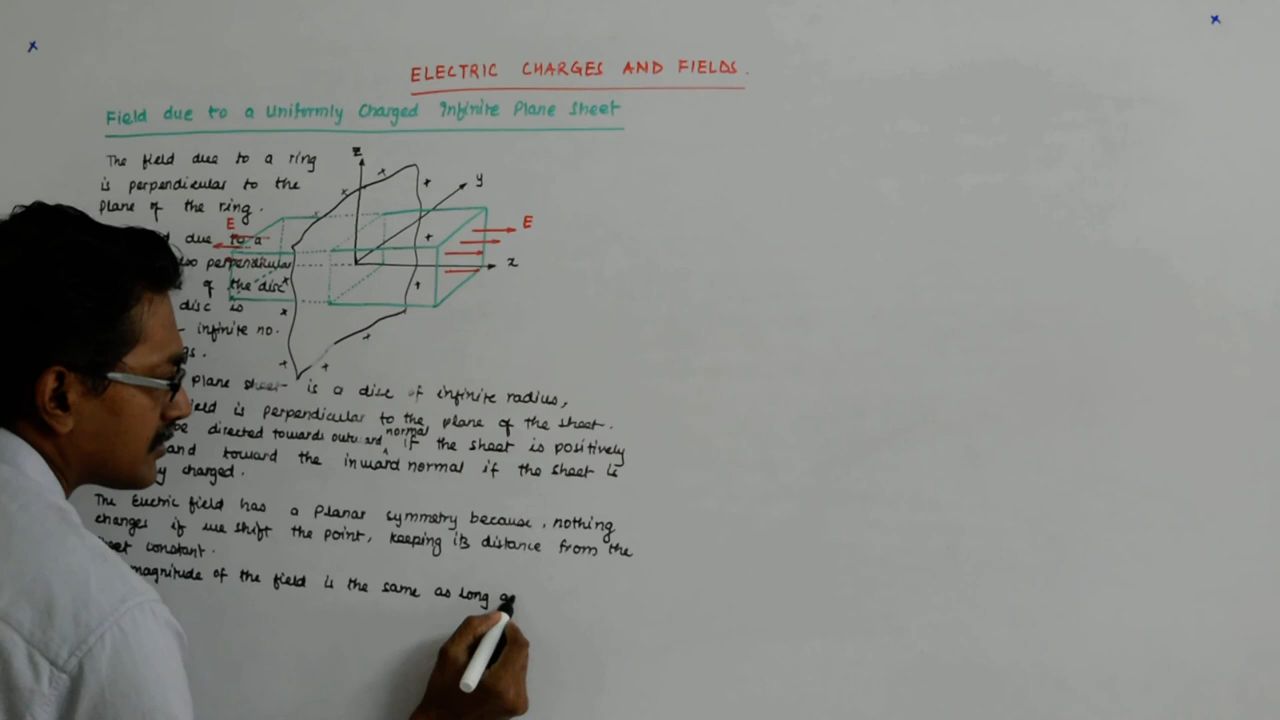 ELECTRIC CHARGES AND FIELDS.
Field due to a Uniformly Charged Infinite Plane Sheet
The field due to a ring
is perpendicular to the
plane of the ring.
due to a
perpendicular
of the disc
disc is
infinite no.
plane sheet is a disc of infinite radius,
is perpendicular to the plane of the sheet.
be directed towards outward normal if the sheet is positively
and toward the inward normal if the sheet is
charged.
The Electric field has a planar symmetry because, nothing
changes if we shift the point, keeping its distance from the
constant.
magnitude of the field is the same as long
z
y
x
E
E